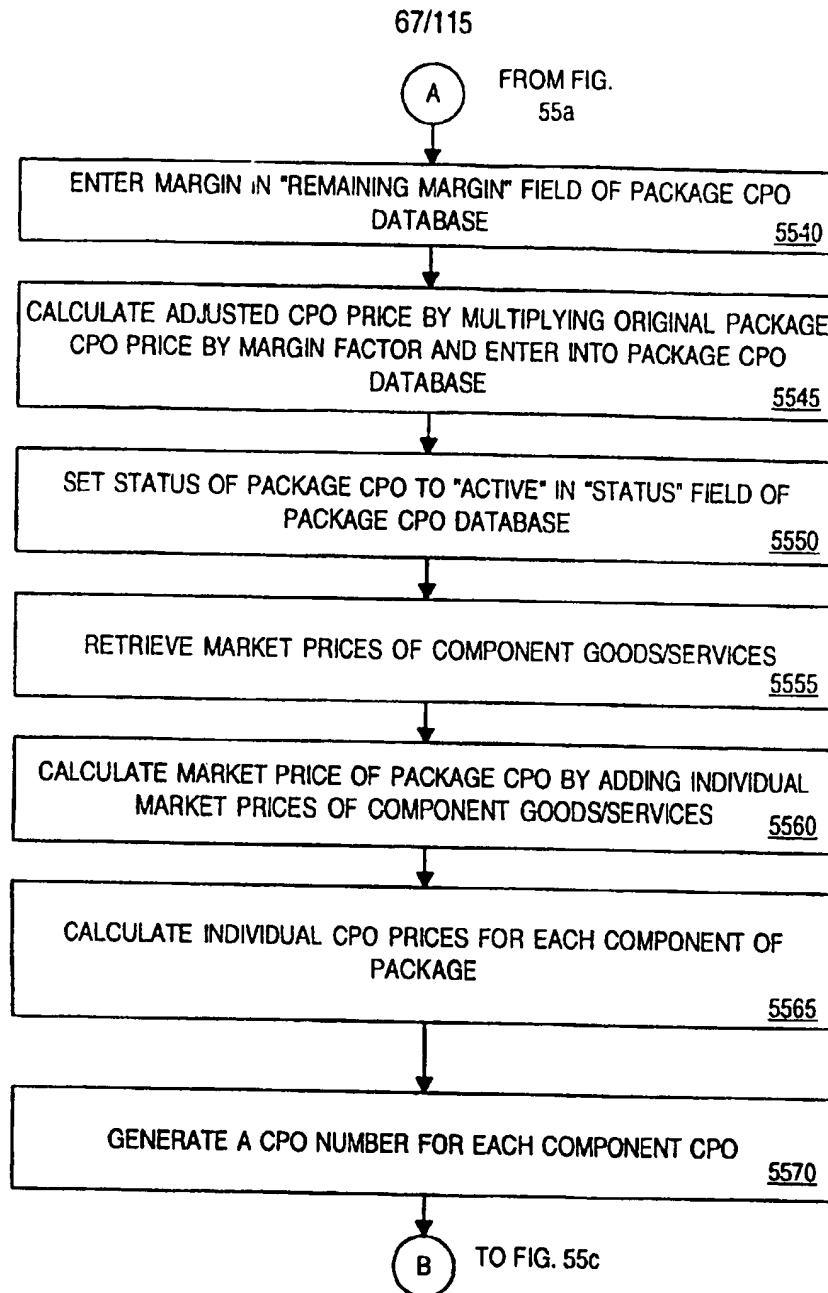 67/115
A
FROM FIG.
55a
ENTER MARGIN IN "REMAINING MARGIN" FIELD OF PACKAGE CPO
DATABASE
5540
CALCULATE ADJUSTED CPO PRICE BY MULTIPLYING ORIGINAL PACKAGE
CPO PRICE BY MARGIN FACTOR AND ENTER INTO PACKAGE CPO
DATABASE
5545
SET STATUS OF PACKAGE CPO TO "ACTIVE" IN "STATUS" FIELD OF
PACKAGE CPO DATABASE
5550
RETRIEVE MARKET PRICES OF COMPONENT GOODS/SERVICES
5555
CALCULATE MARKET PRICE OF PACKAGE CPO BY ADDING INDIVIDUAL
MARKET PRICES OF COMPONENT GOODS/SERVICES
5560
CALCULATE INDIVIDUAL CPO PRICES FOR EACH COMPONENT OF
PACKAGE
5565
GENERATE A CPO NUMBER FOR EACH COMPONENT CPO
5570
B
TO FIG. 55c